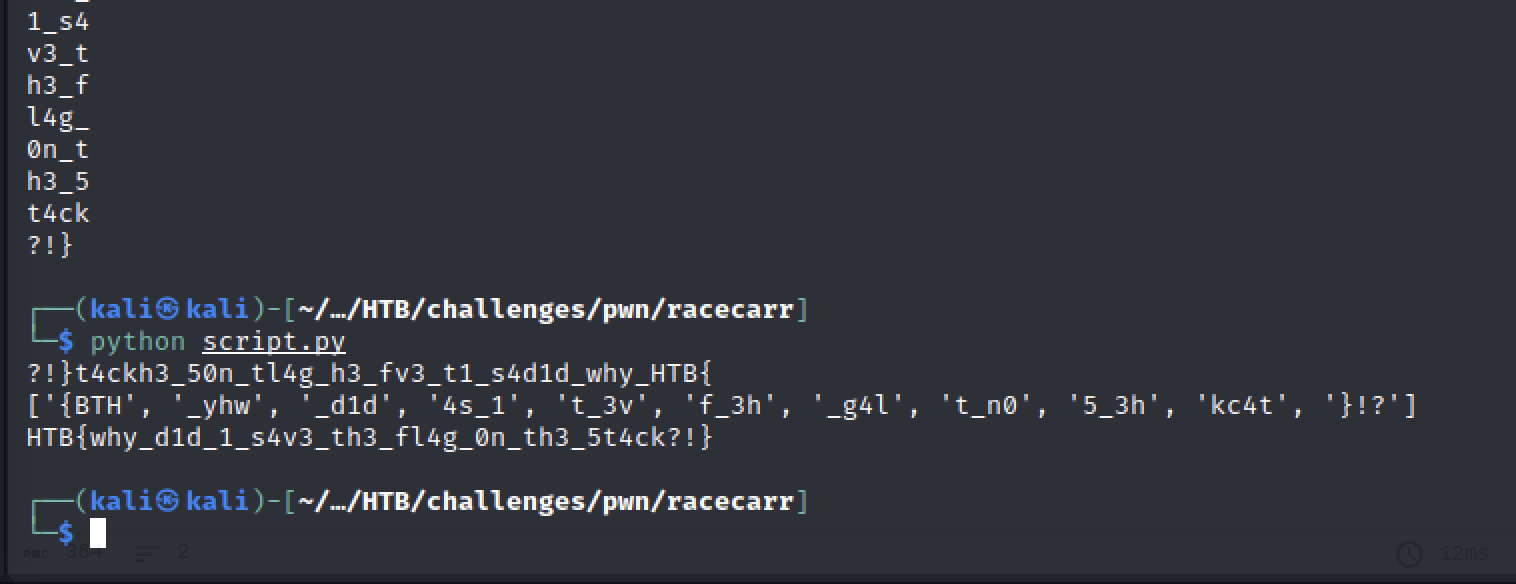 1_s4
v3_t
h3_f
l4g_
0n_t
h3_5
t4ck
?!}
┌──(kali㉿kali)-[~/…/HTB/challenges/pwn/racecarr]
└─$ python script.py
?!}t4ckh3_50n_tl4g_h3_fv3_t1_s4d1d_why_HTB{
['{BTH', '_yhw', '_d1d', '4s_1', 't_3v', 'f_3h', '_g4l', 't_n0', '5_3h', 'kc4t', '}!?']
HTB{why_d1d_1_s4v3_th3_fl4g_0n_th3_5t4ck?!}
┌──(kali㉿kali)-[~/…/HTB/challenges/pwn/racecarr]
└─$
2 12ms